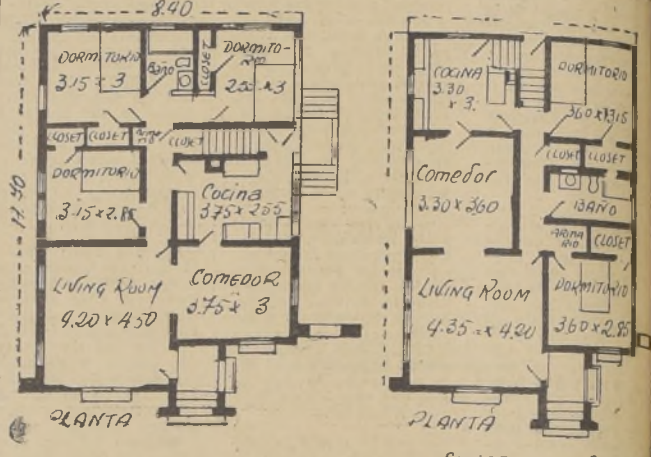 8.40
DORMITORIO
3.15 x 3
BAÑO
CLOSET
DORMITO-
RIO
CLOSET
CLOSET
CLOSET
DORMITORIO
3.15 x 2.85
Cocina
3.75 x 2.55
LIVING ROOM
4.20 x 4.50
COMEDOR
3.75 x 3
PLANTA
COCINA
3.30
x 3.
DORMITORIO
3.60 x 3.15
CLOSET
CLOSET
Comedor
3.30 x 3.60
BAÑO
ARMA
RIO
CLOSET
LIVING ROOM
4.35 x 4.20
DORMITORIO
3.60 x 2.85
PLANTA